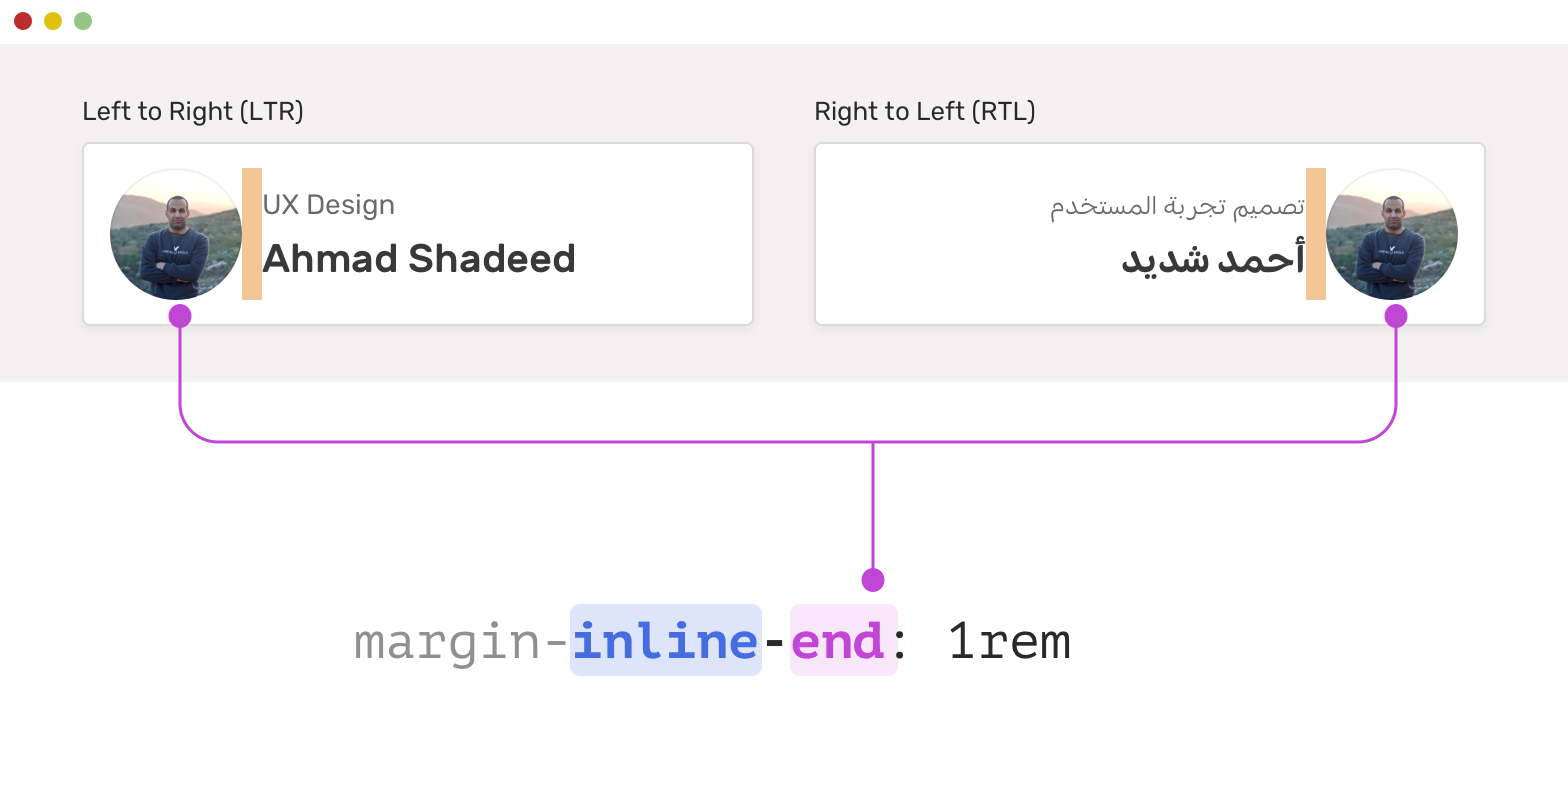 Left to Right (LTR)
UX Design
Ahmad Shadeed
Right to Left (RTL)
تصميم تجربة المستخدم
أحمد شديد
margin-inline-end: 1rem